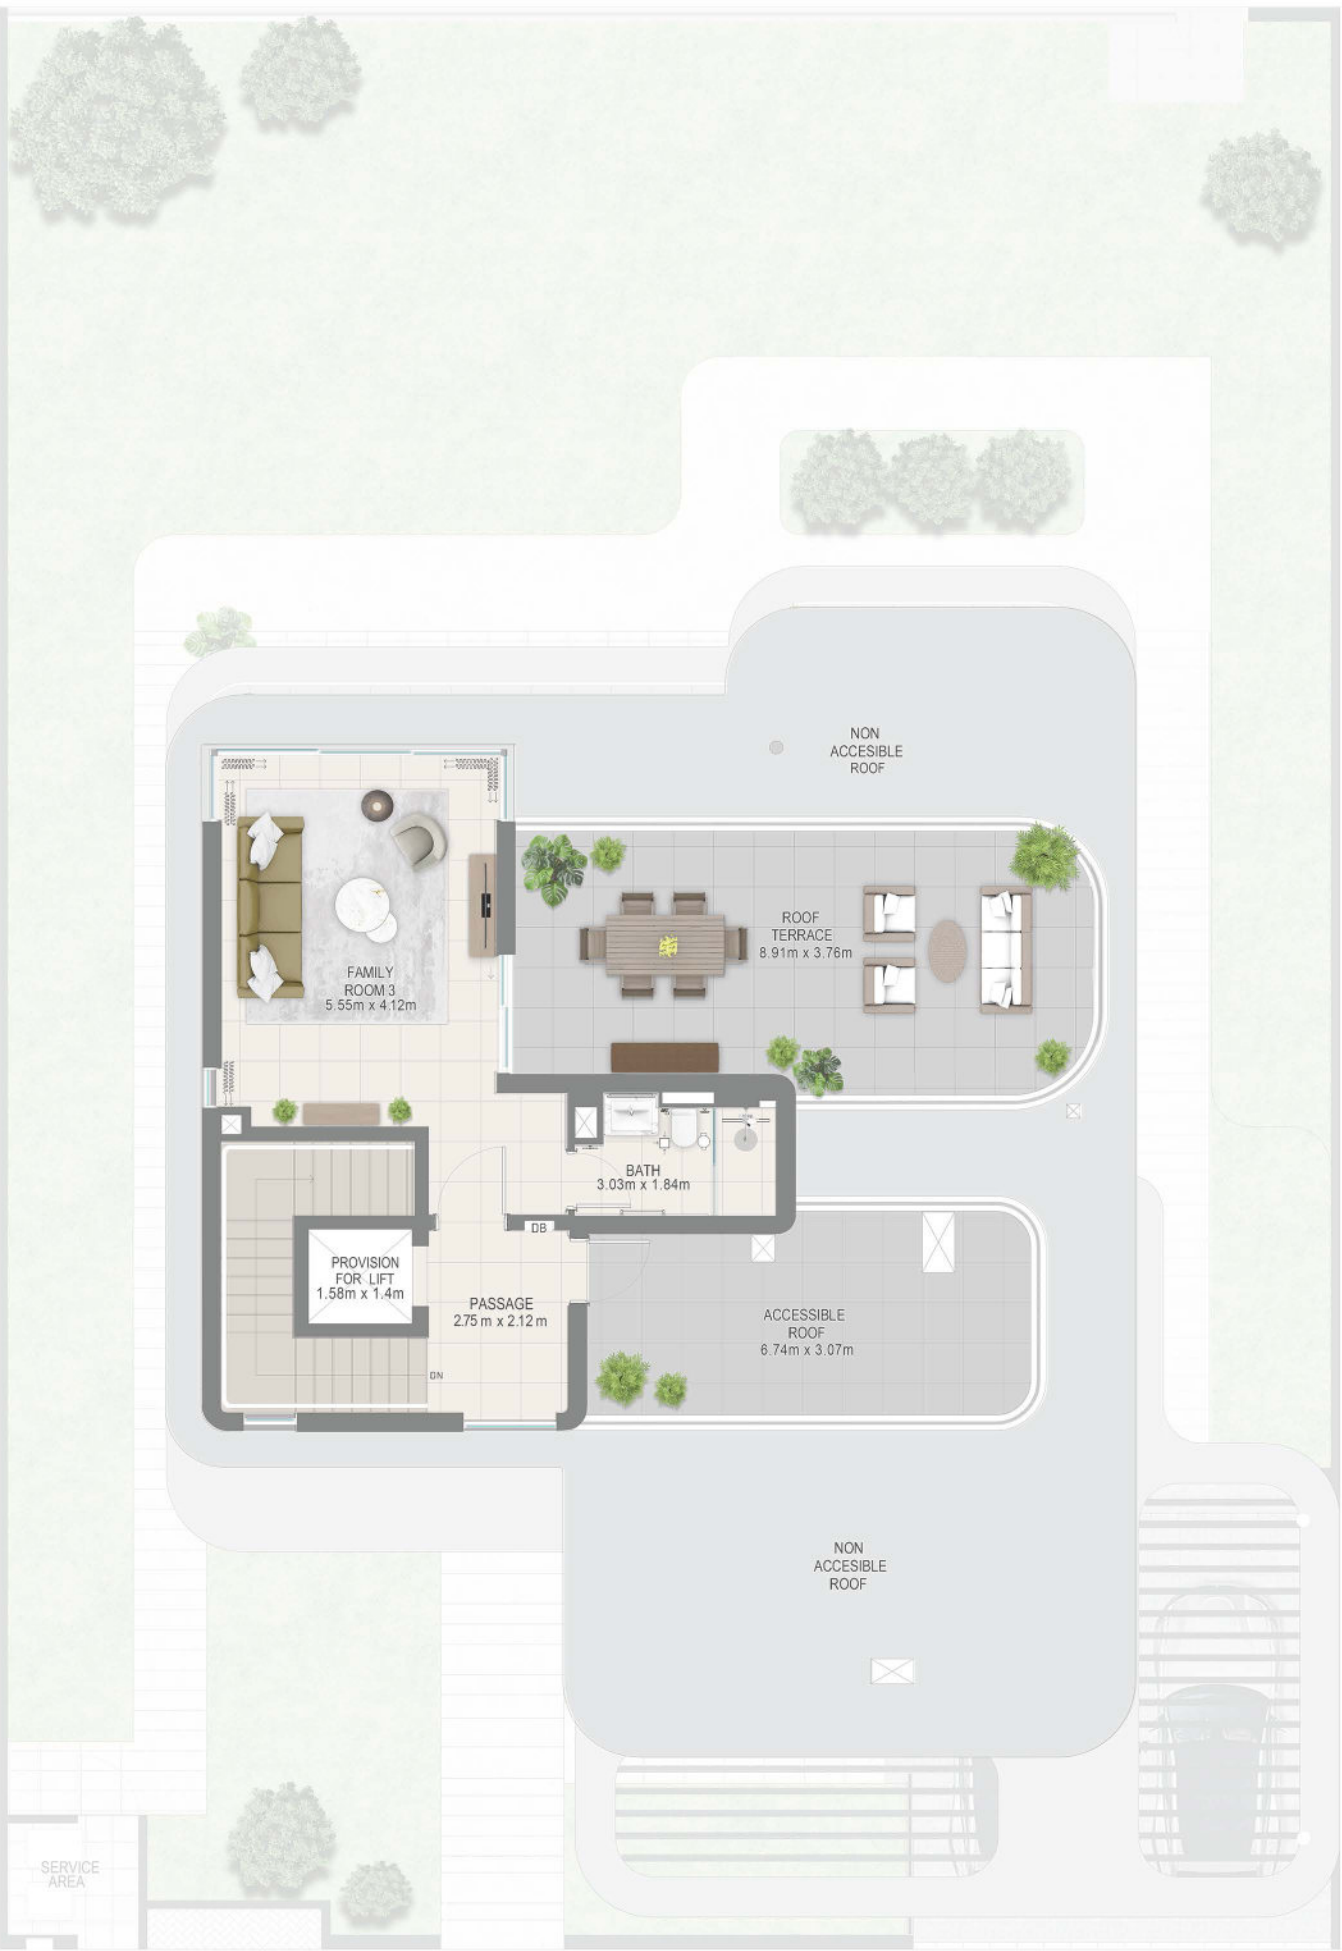 NON
ACCESIBLE
ROOF
ROOF
TERRACE
8.91m x 3.76m
FAMILY
ROOM 3
5.55m x 4.12m
BATH
3.03m x 1.84m
DB
PROVISION
FOR LIFT
1.58m x 1.4m
PASSAGE
2.75 m x 2.12 m
ACCESSIBLE
ROOF
6.74m x 3.07m
DN
NON
ACCESIBLE
ROOF
SERVICE
AREA